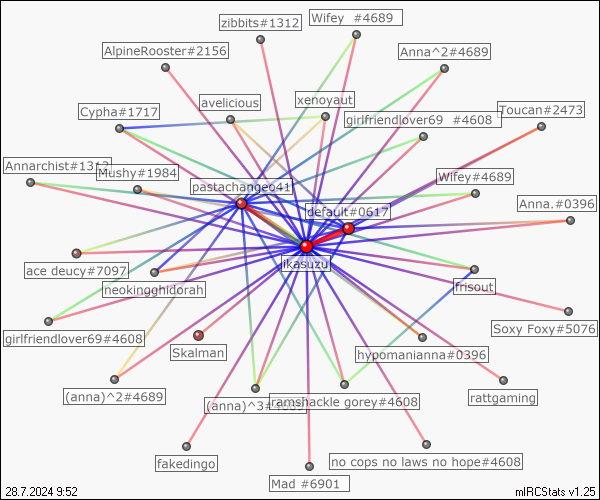 Wifey  #4689
zibbits#1312
Anna^2#4689
AlpineRooster#2156
avelicious
xenoyaut
Cypha#1717
girlfriendlover69  #4608
Toucan#2473
Annarchist#1312
Mushy#1984
pastachangeo41
Wifey#4689
default#0617
Anna.#0396
ikasuzu
ace deucy#7097
neokingghidorah
frisout
girlfriendlover69#4608
Soxy Foxy#5076
Skalman
hypomanianna#0396
(anna)^2#4689
rattgaming
(anna)^3#4689
ramshackle gorey#4608
fakedingo
no cops no laws no hope#4608
Mad #6901
28.7.2024 9:52
mIRCStats v1.25